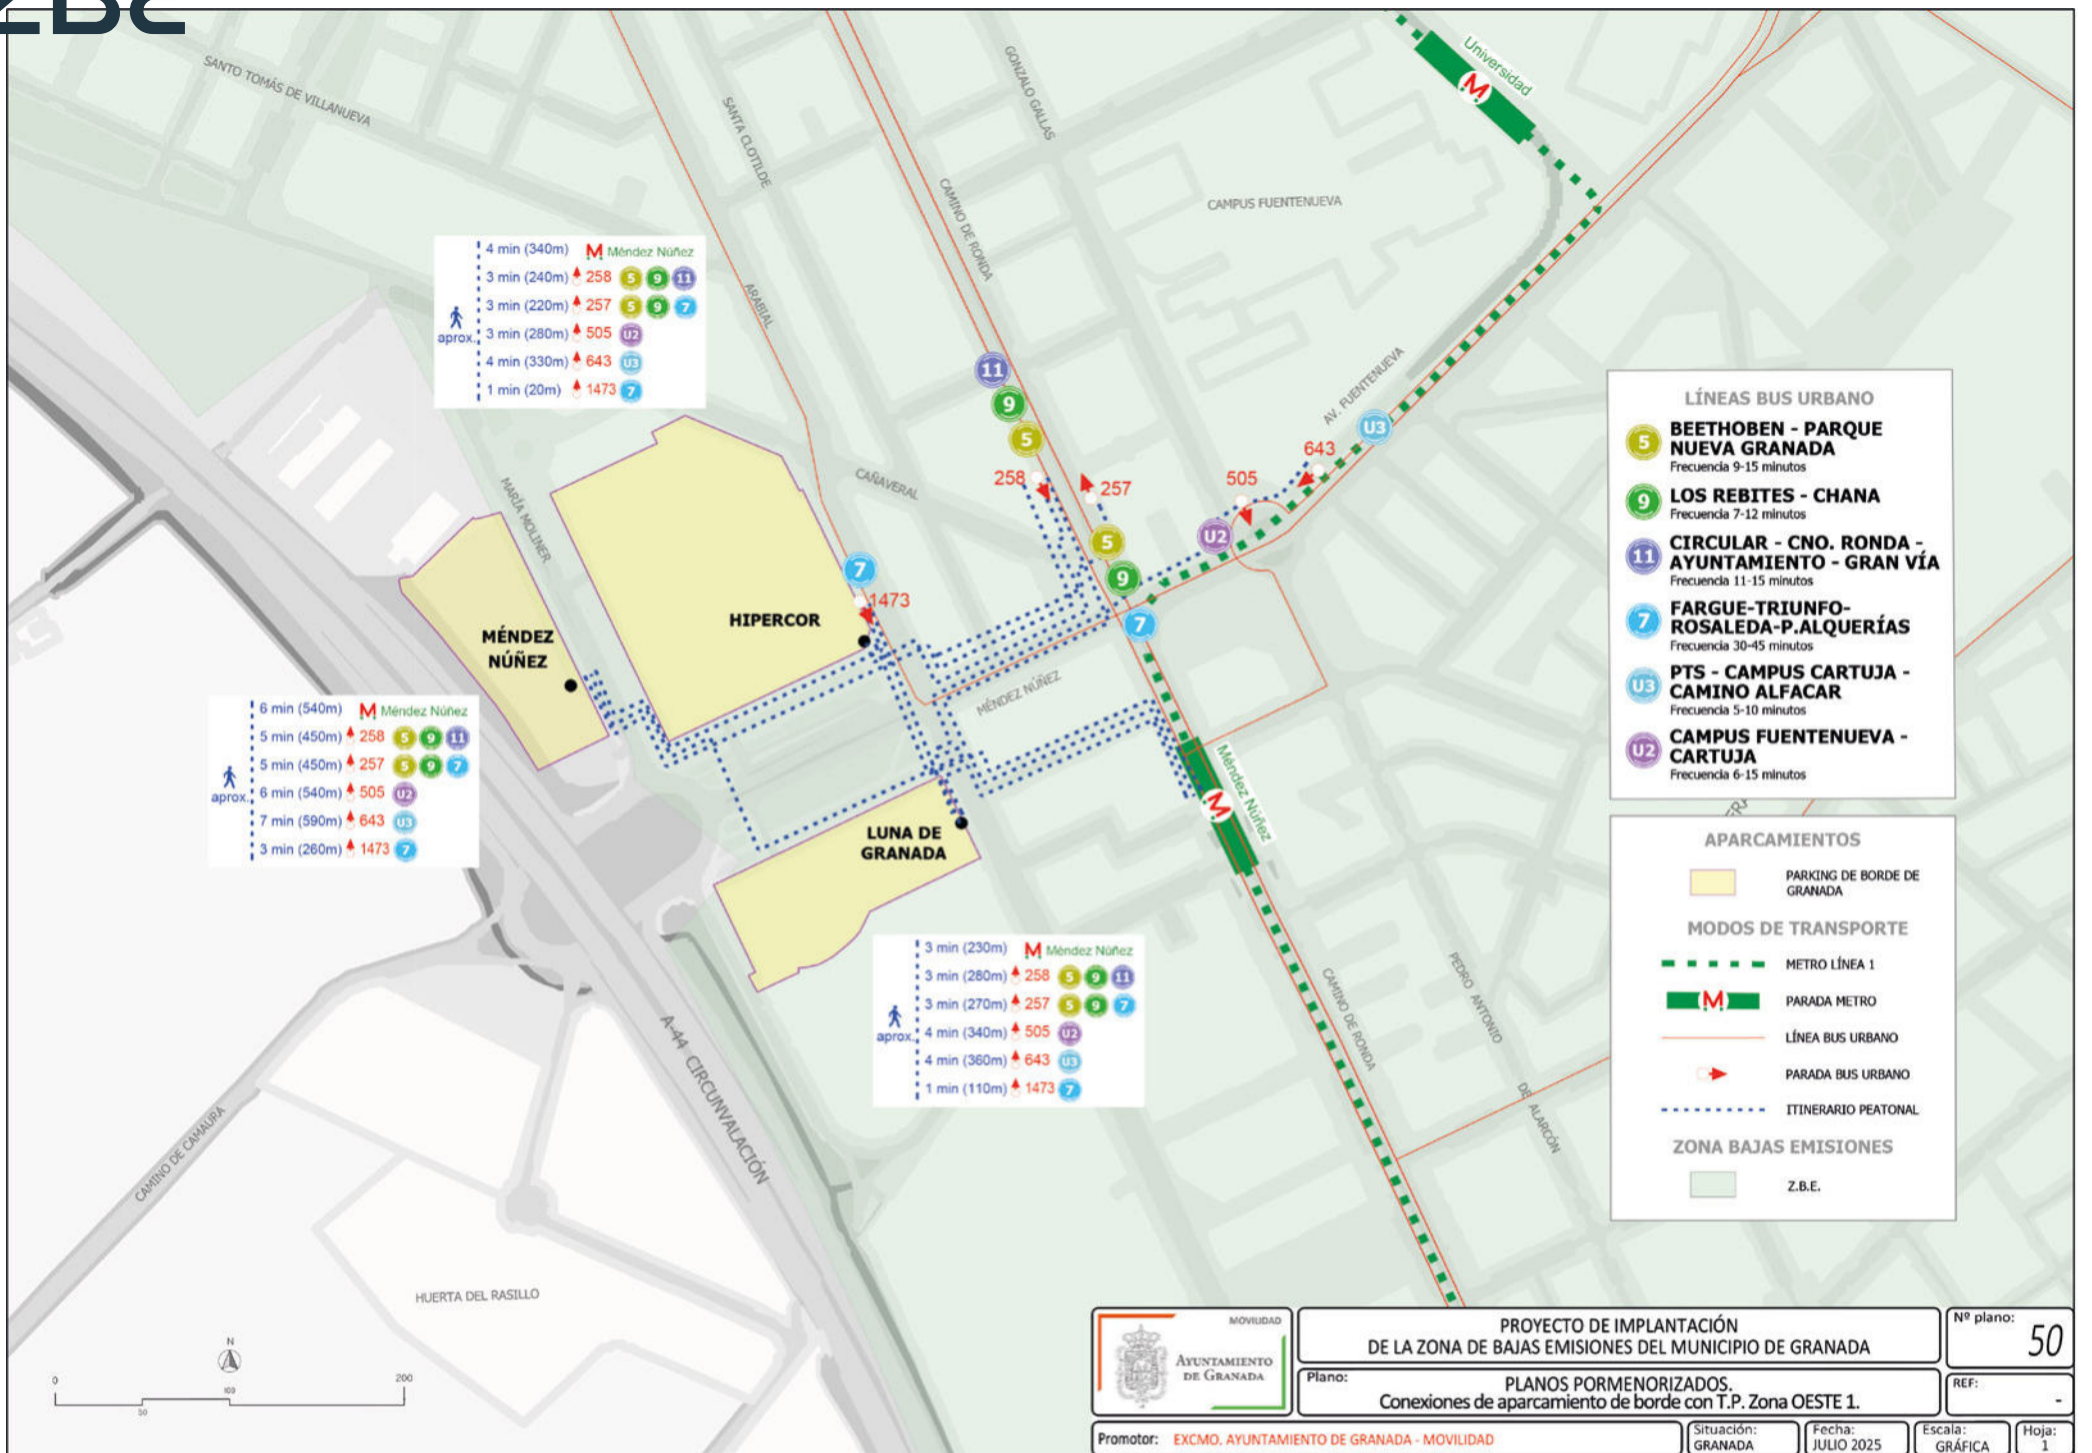 ZBE
SANTO TOMÁS DE VILLANUEVA
SANTA CLOTILDE
GONZALO GALLAS
CAMINO DE RONDA
ARABIAL
CAMPUS FUENTENUEVA
Universidad
M
AV. FUENTENUEVA
CAÑAVERAL
MARÍA MOLINER
MÉNDEZ NÚÑEZ
4 min (340m) M Méndez Núñez
3 min (240m) 258 5 9 11
3 min (220m) 257 5 9 7
aprox.
3 min (280m) 505 U2
4 min (330m) 643 U3
1 min (20m) 1473 7
11
9
5
258
257
5
9
7
505
U2
643
U3
7
1473
HIPERCOR
MÉNDEZ
NÚÑEZ
LUNA DE
GRANADA
Méndez Núñez
M
6 min (540m) M Méndez Núñez
5 min (450m) 258 5 9 11
5 min (450m) 257 5 9 7
aprox.
6 min (540m) 505 U2
7 min (590m) 643 U3
3 min (260m) 1473 7
3 min (230m) M Méndez Núñez
3 min (280m) 258 5 9 11
3 min (270m) 257 5 9 7
aprox.
4 min (340m) 505 U2
4 min (360m) 643 U3
1 min (110m) 1473 7
A-44 CIRCUNVALACIÓN
CAMINO DE CAMAURA
HUERTA DEL RASILLO
CAMINO DE RONDA
PEDRO ANTONIO
DE ALARCÓN
LÍNEAS BUS URBANO
5 BEETHOBEN - PARQUE
NUEVA GRANADA
Frecuencia 9-15 minutos
9 LOS REBITES - CHANA
Frecuencia 7-12 minutos
11 CIRCULAR - CNO. RONDA -
AYUNTAMIENTO - GRAN VÍA
Frecuencia 11-15 minutos
7 FARGUE-TRIUNFO-
ROSALEDA-P.ALQUERÍAS
Frecuencia 30-45 minutos
U3 PTS - CAMPUS CARTUJA -
CAMINO ALFACAR
Frecuencia 5-10 minutos
U2 CAMPUS FUENTENUEVA -
CARTUJA
Frecuencia 6-15 minutos
APARCAMIENTOS
PARKING DE BORDE DE
GRANADA
MODOS DE TRANSPORTE
METRO LÍNEA 1
M PARADA METRO
LÍNEA BUS URBANO
PARADA BUS URBANO
ITINERARIO PEATONAL
ZONA BAJAS EMISIONES
Z.B.E.
N
0 50 100 200
MOVILIDAD
AYUNTAMIENTO
DE GRANADA
PROYECTO DE IMPLANTACIÓN
DE LA ZONA DE BAJAS EMISIONES DEL MUNICIPIO DE GRANADA
Nº plano:
50
Plano:
PLANOS PORMENORIZADOS.
Conexiones de aparcamiento de borde con T.P. Zona OESTE 1.
REF:
-
Promotor: EXCMO. AYUNTAMIENTO DE GRANADA - MOVILIDAD
Situación:
GRANADA
Fecha:
JULIO 2025
Escala:
GRÁFICA
Hoja:
1